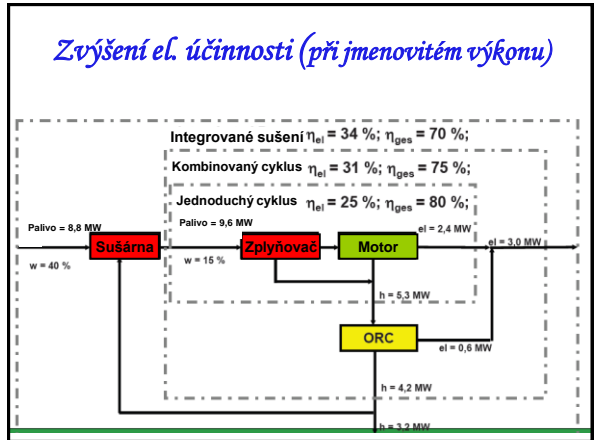 Zvýšení el. účinnosti (při jmenovitém výkonu)
Integrované sušení ηel = 34 %; ηges = 70 %;
Kombinovaný cyklus ηel = 31 %; ηges = 75 %;
Jednoduchý cyklus ηel = 25 %; ηges = 80 %;
Palivo = 8,8 MW
Palivo = 9,6 MW
el = 2,4 MW
Sušárna
Zplyňovač
Motor
el = 3,0 MW
w = 40 %
w = 15 %
h = 5,3 MW
ORC
el = 0,6 MW
h = 4,2 MW
h = 3,2 MW